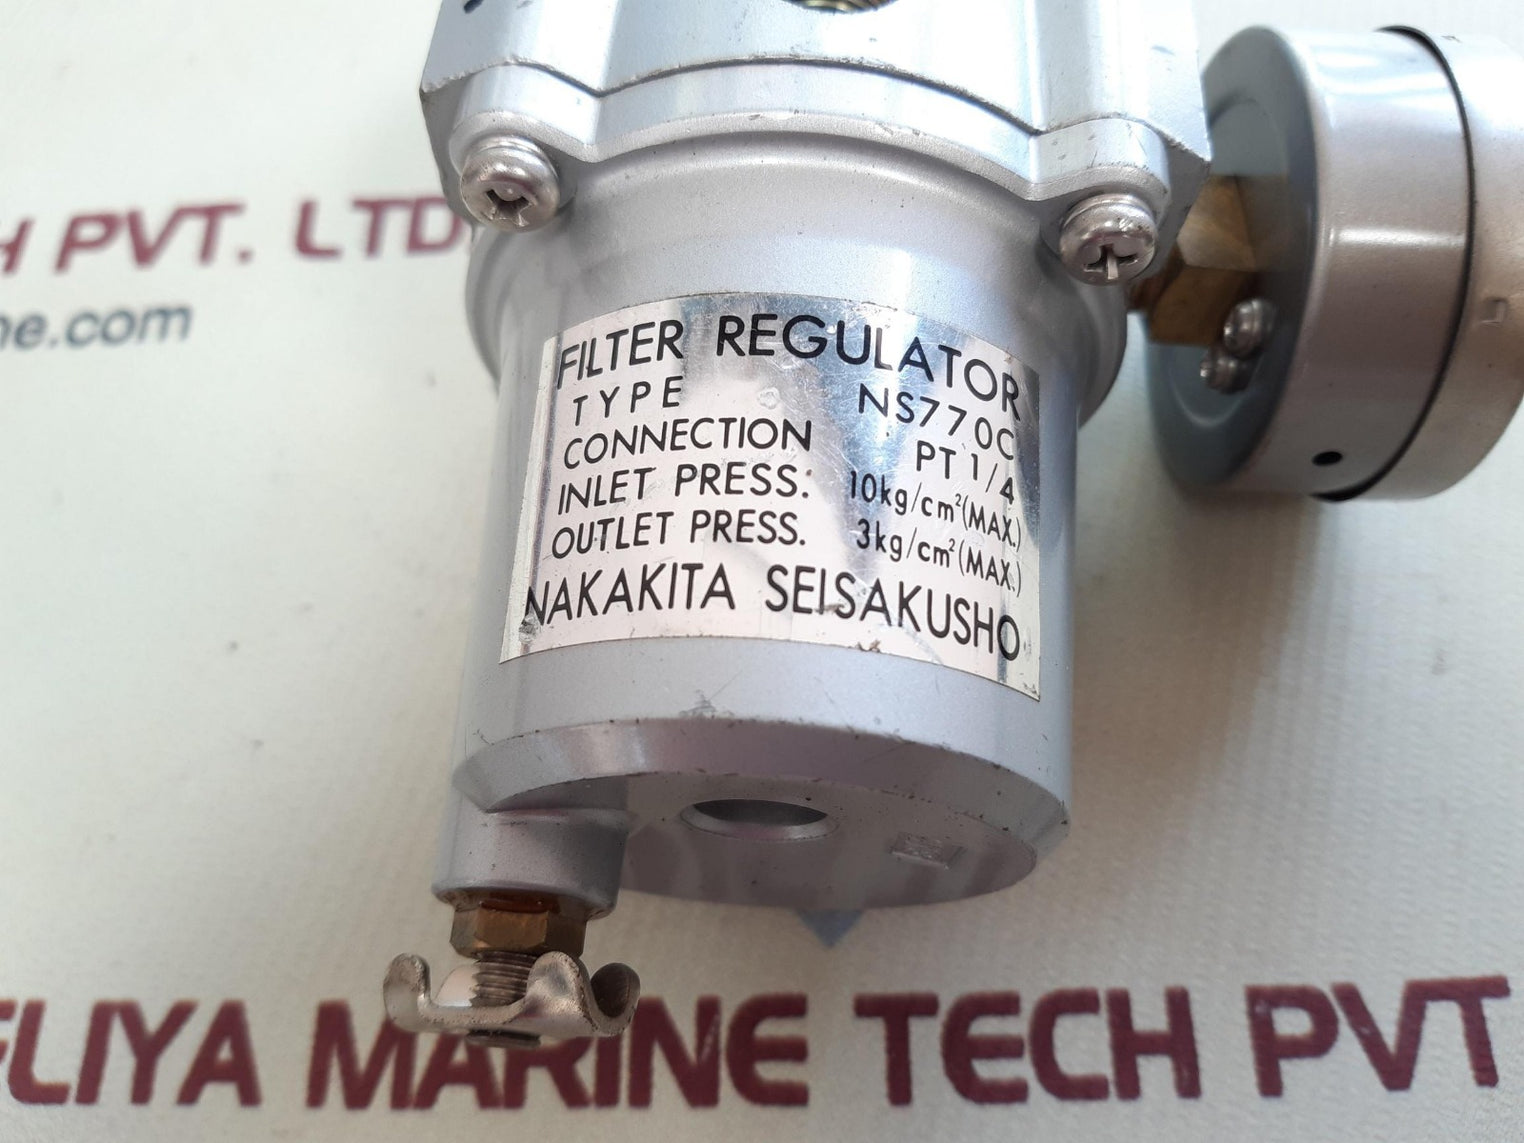 PVT. LTD
ne.com
FILTER REGULATOR
TYPE NS770C
CONNECTION PT 1/4
INLET PRESS. 10kg/cm²(MAX.)
OUTLET PRESS. 3kg/cm²(MAX.)
NAKAKITA SEISAKUSHO
ELIYA MARINE TECH PVT